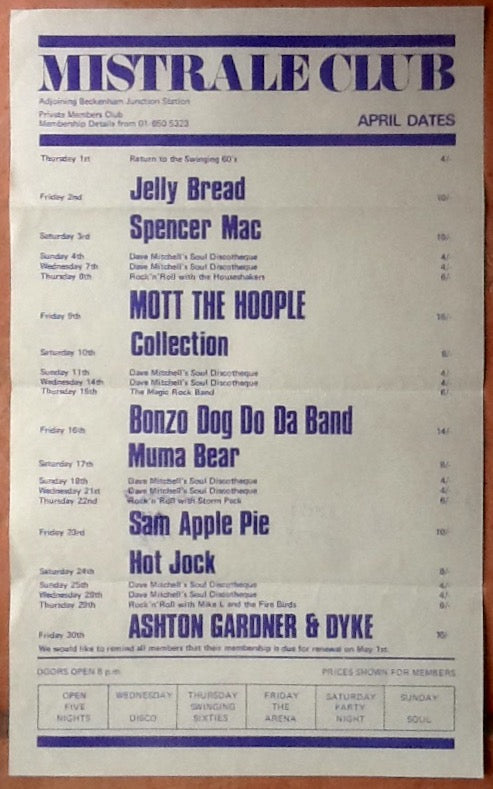 MISTRALE CLUB
Adjoining Beckenham Junction Station
Private Members Club
Membership Details from 01-650 5323
APRIL DATES
Thursday 1st Return to the Swinging 60's 4/-
Friday 2nd Jelly Bread 10/-
Saturday 3rd Spencer Mac 10/-
Sunday 4th Dave Mitchell's Soul Discotheque 4/-
Wednesday 7th Dave Mitchell's Soul Discotheque 4/-
Thursday 8th Rock'n'Roll with the Houseshakers 6/-
Friday 9th MOTT THE HOOPLE
Saturday 10th Collection 8/-
Sunday 11th Dave Mitchell's Soul Discotheque 4/-
Wednesday 14th Dave Mitchell's Soul Discotheque 4/-
Thursday 15th The Magic Rock Band 6/-
Friday 16th Bonzo Dog Do Da Band 14/-
Saturday 17th Muma Bear 8/-
Sunday 18th Dave Mitchell's Soul Discotheque 4/-
Wednesday 21st Dave Mitchell's Soul Discotheque 4/-
Thursday 22nd Rock'n'Roll with Storm Pack 6/-
Friday 23rd Sam Apple Pie 10/-
Saturday 24th Hot Jock 8/-
Sunday 25th Dave Mitchell's Soul Discotheque 4/-
Wednesday 28th Dave Mitchell's Soul Discotheque 4/-
Thursday 29th Rock'n'Roll with Mike L and the Fire Birds 6/-
Friday 30th ASHTON GARDNER & DYKE
We would like to remind all members that their membership is due for renewal on May 1st.
DOORS OPEN 8 p.m. PRICES SHOWN FOR MEMBERS
OPEN FIVE NIGHTS
WEDNESDAY DISCO
THURSDAY SWINGING SIXTIES
FRIDAY THE ARENA
SATURDAY PARTY NIGHT
SUNDAY SOUL